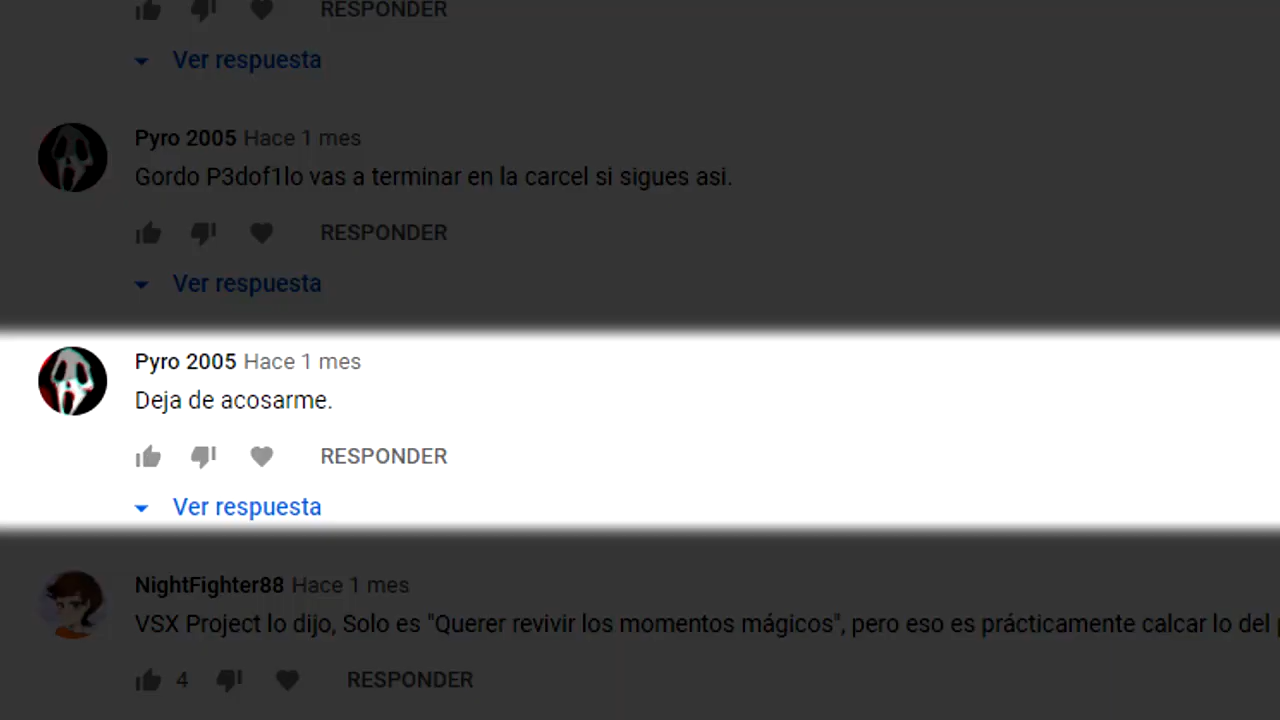 RESPONDER
Ver respuesta
Pyro 2005 Hace 1 mes
Gordo P3dof1lo vas a terminar en la carcel si sigues asi.
RESPONDER
Ver respuesta
Pyro 2005 Hace 1 mes
Deja de acosarme.
RESPONDER
Ver respuesta
NightFighter88 Hace 1 mes
VSX Project lo dijo, Solo es "Querer revivir los momentos mágicos", pero eso es prácticamente calcar lo del
4 RESPONDER